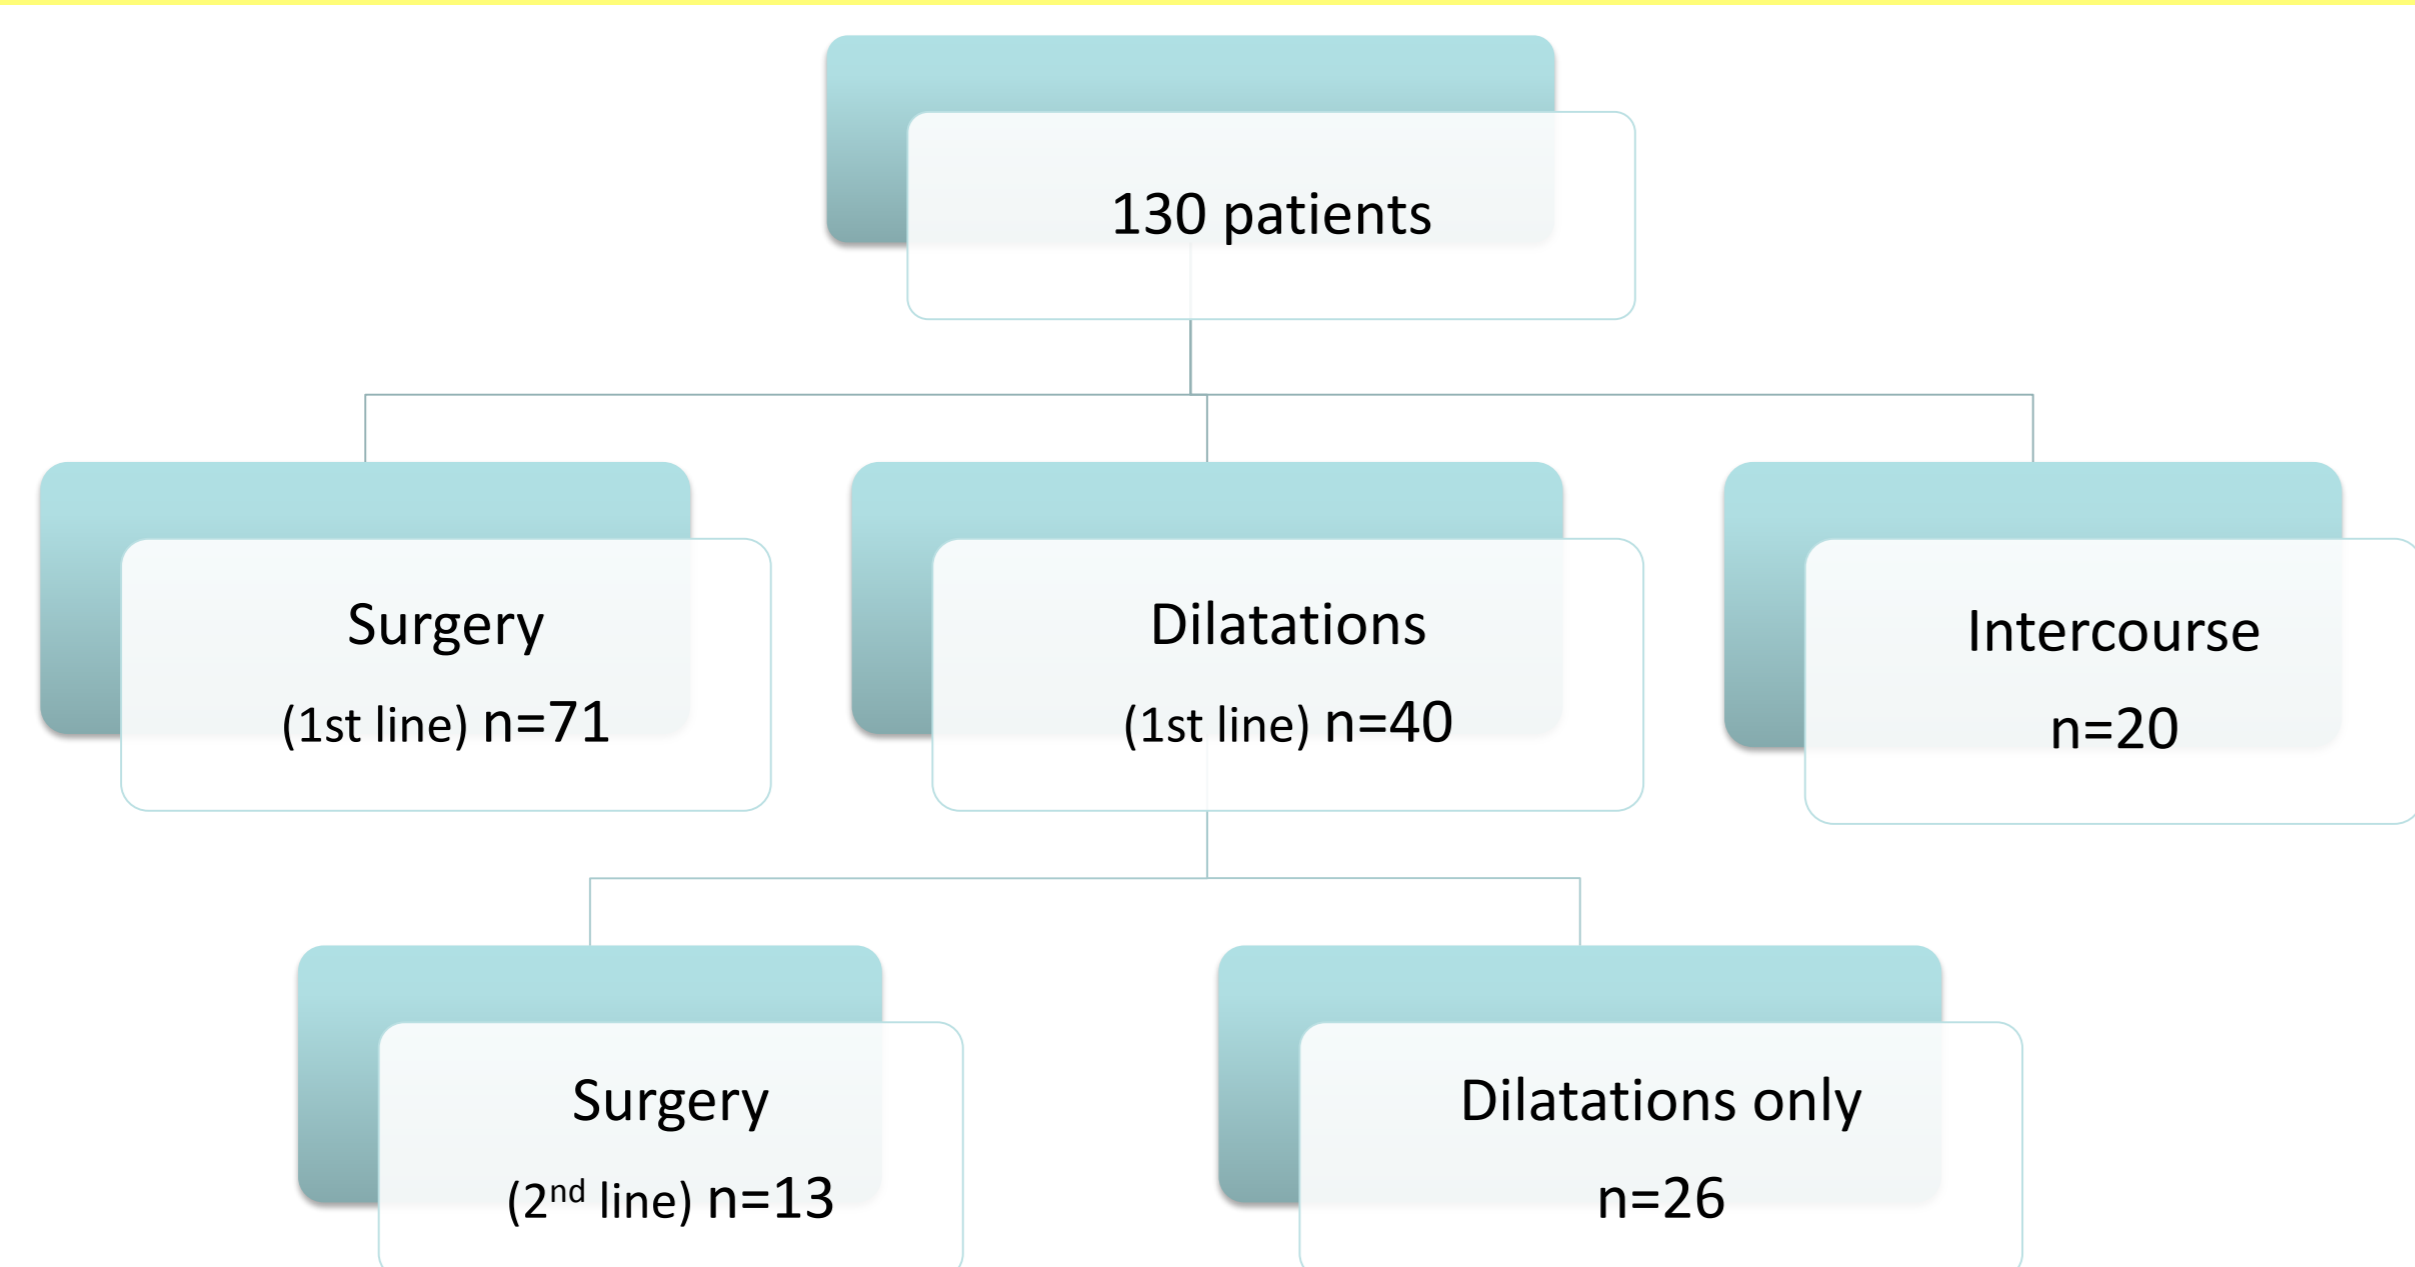 130 patients
Surgery
(1st line) n=71
Dilatations
(1st line) n=40
Intercourse
n=20
Surgery
(2nd line) n=13
Dilatations only
n=26